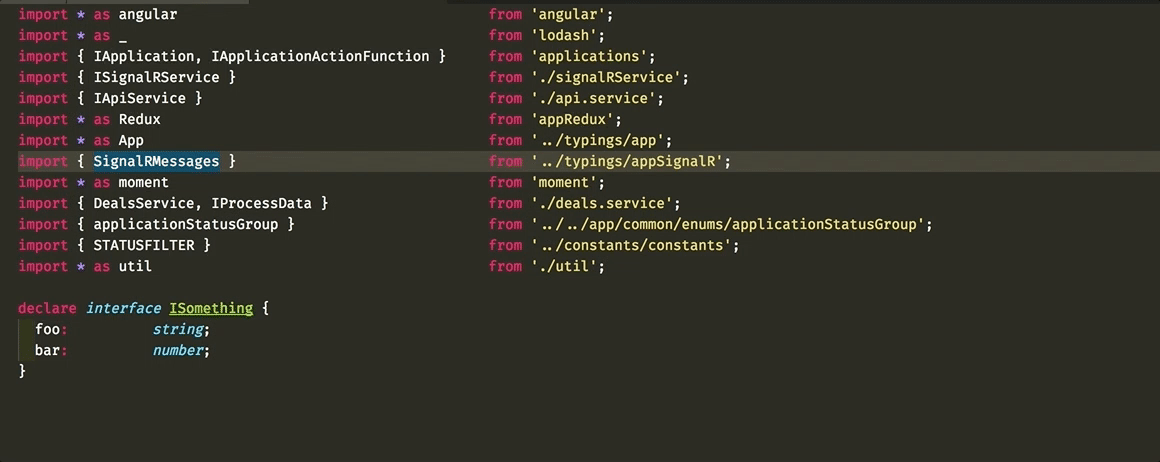 import * as angular                                     from 'angular';
import * as _                                           from 'lodash';
import { IApplication, IApplicationActionFunction }     from 'applications';
import { ISignalRService }                              from './signalRService';
import { IApiService }                                  from './api.service';
import * as Redux                                       from 'appRedux';
import * as App                                         from '../typings/app';
import { SignalRMessages }                              from '../typings/appSignalR';
import * as moment                                      from 'moment';
import { DealsService, IProcessData }                   from './deals.service';
import { applicationStatusGroup }                       from '../../app/common/enums/applicationStatusGroup';
import { STATUSFILTER }                                 from '../constants/constants';
import * as util                                        from './util';
declare interface ISomething {
  foo:          string;
  bar:          number;
}